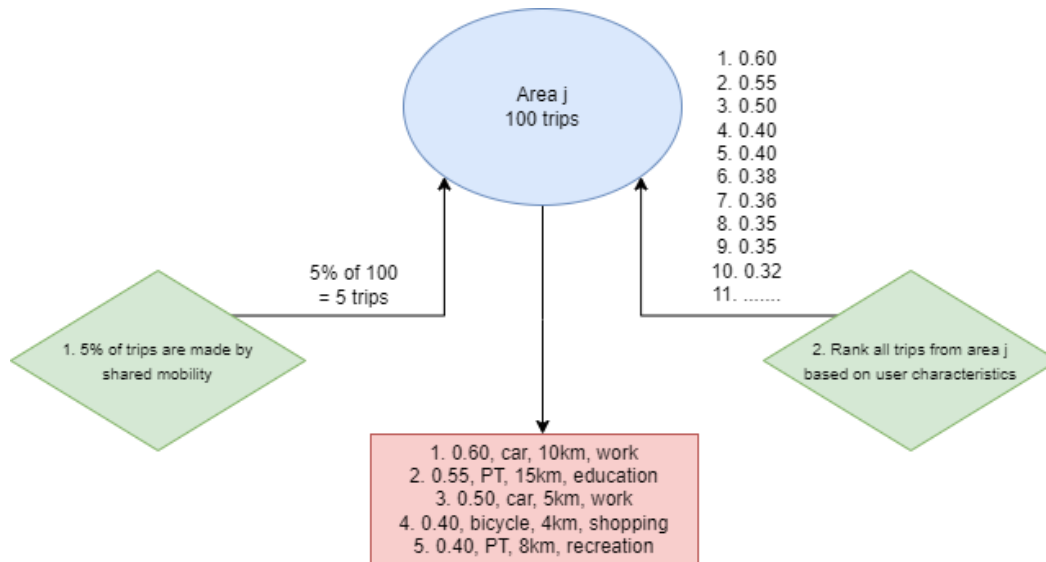 Area j
100 trips
1. 0.60
2. 0.55
3. 0.50
4. 0.40
5. 0.40
6. 0.38
7. 0.36
8. 0.35
9. 0.35
10. 0.32
11. .......
5% of 100
= 5 trips
1. 5% of trips are made by
shared mobility
2. Rank all trips from area j
based on user characteristics
1. 0.60, car, 10km, work
2. 0.55, PT, 15km, education
3. 0.50, car, 5km, work
4. 0.40, bicycle, 4km, shopping
5. 0.40, PT, 8km, recreation